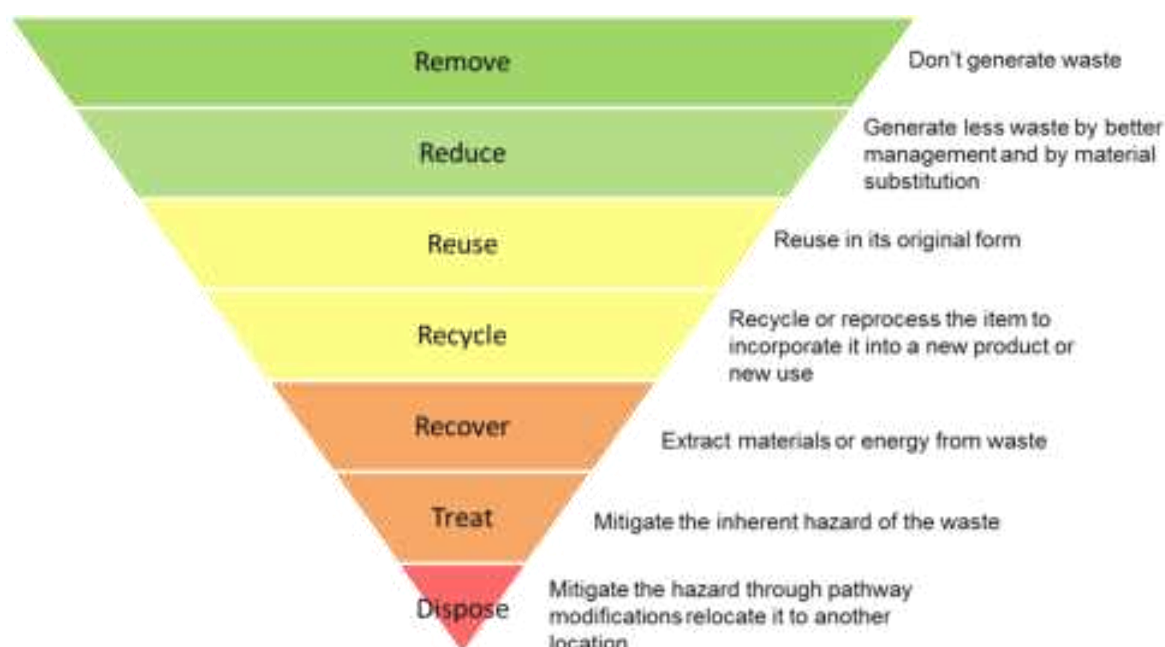 Remove
Don't generate waste
Reduce
Generate less waste by better
management and by material
substitution
Reuse
Reuse in its original form
Recycle
Recycle or reprocess the item to
incorporate it into a new product or
new use
Recover
Extract materials or energy from waste
Treat
Mitigate the inherent hazard of the waste
Dispose
Mitigate the hazard through pathway
modifications relocate it to another
location